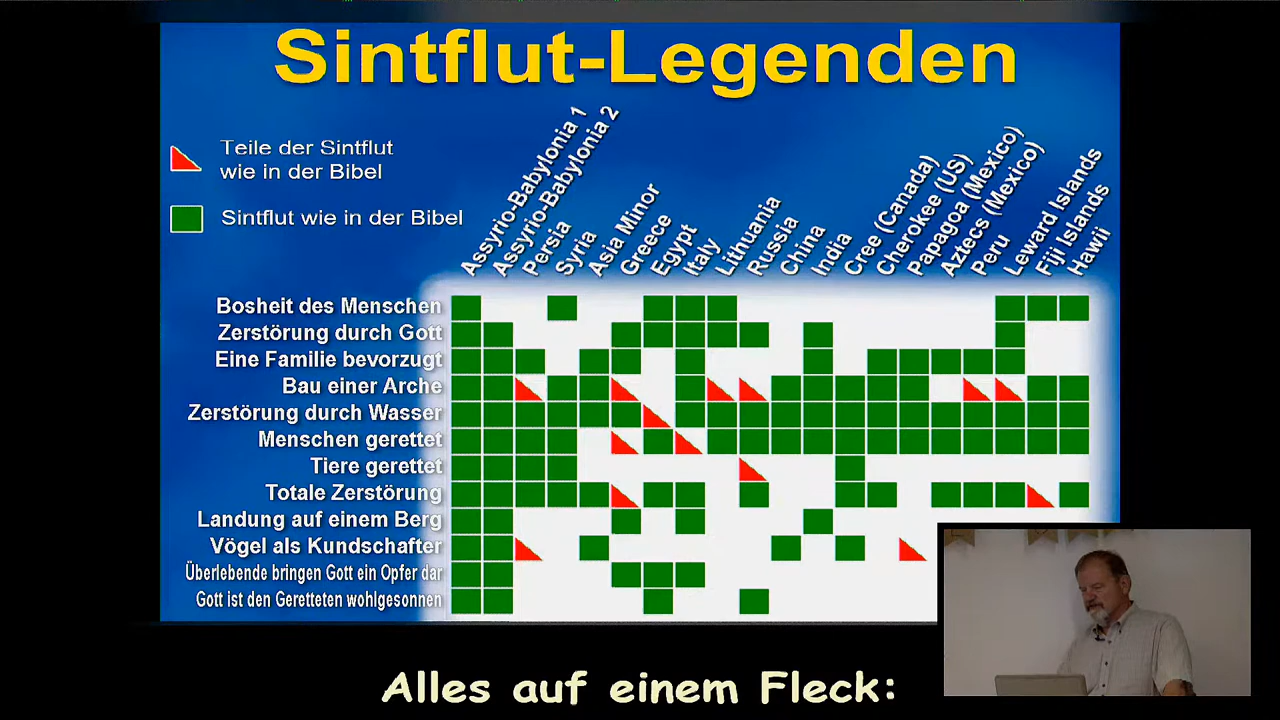 Sintflut-Legenden
Teile der Sintflut
wie in der Bibel
Sintflut wie in der Bibel
Assyrio-Babylonia 1
Assyrio-Babylonia 2
Persia
Syria
Asia Minor
Greece
Egypt
Italy
Lithuania
Russia
China
India
Cree (Canada)
Cherokee (US)
Papagoa (Mexico)
Aztecs (Mexico)
Peru
Leward Islands
Fiji Islands
Hawii
Bosheit des Menschen
Zerstörung durch Gott
Eine Familie bevorzugt
Bau einer Arche
Zerstörung durch Wasser
Menschen gerettet
Tiere gerettet
Totale Zerstörung
Landung auf einem Berg
Vögel als Kundschafter
Überlebende bringen Gott ein Opfer dar
Gott ist den Geretteten wohlgesonnen
Alles auf einem Fleck: